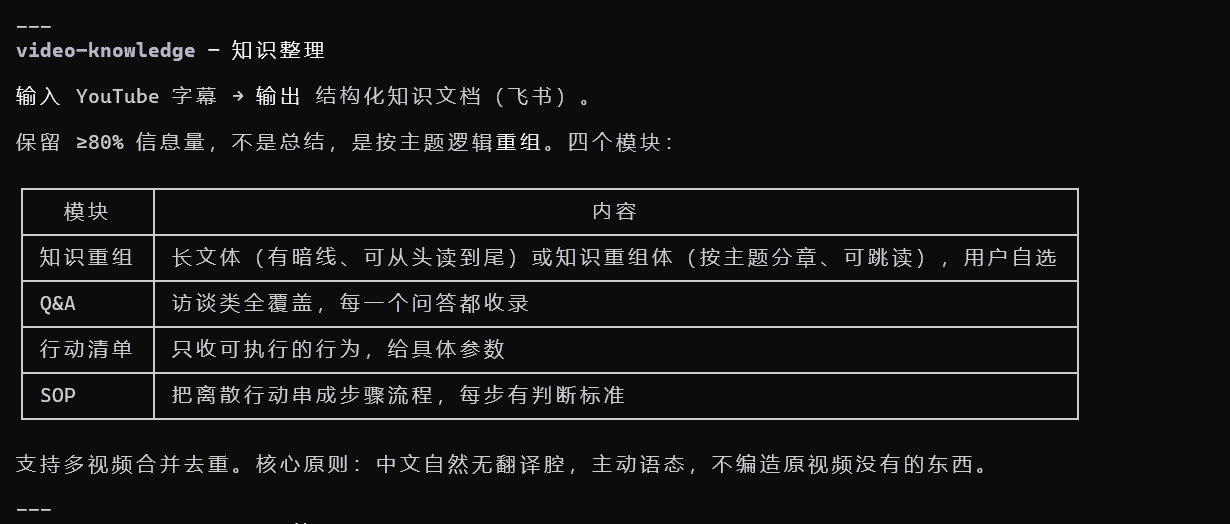 ———
video-knowledge — 知识整理
输入 YouTube 字幕 → 输出 结构化知识文档（飞书）。
保留 ≥80% 信息量，不是总结，是按主题逻辑重组。四个模块：
模块 内容
知识重组 长文体（有暗线、可从头读到尾）或知识重组体（按主题分章、可跳读），用户自选
Q&A 访谈类全覆盖，每一个问答都收录
行动清单 只收可执行的行为，给具体参数
SOP 把离散行动串成步骤流程，每步有判断标准
支持多视频合并去重。核心原则：中文自然无翻译腔，主动语态，不编造原视频没有的东西。
———